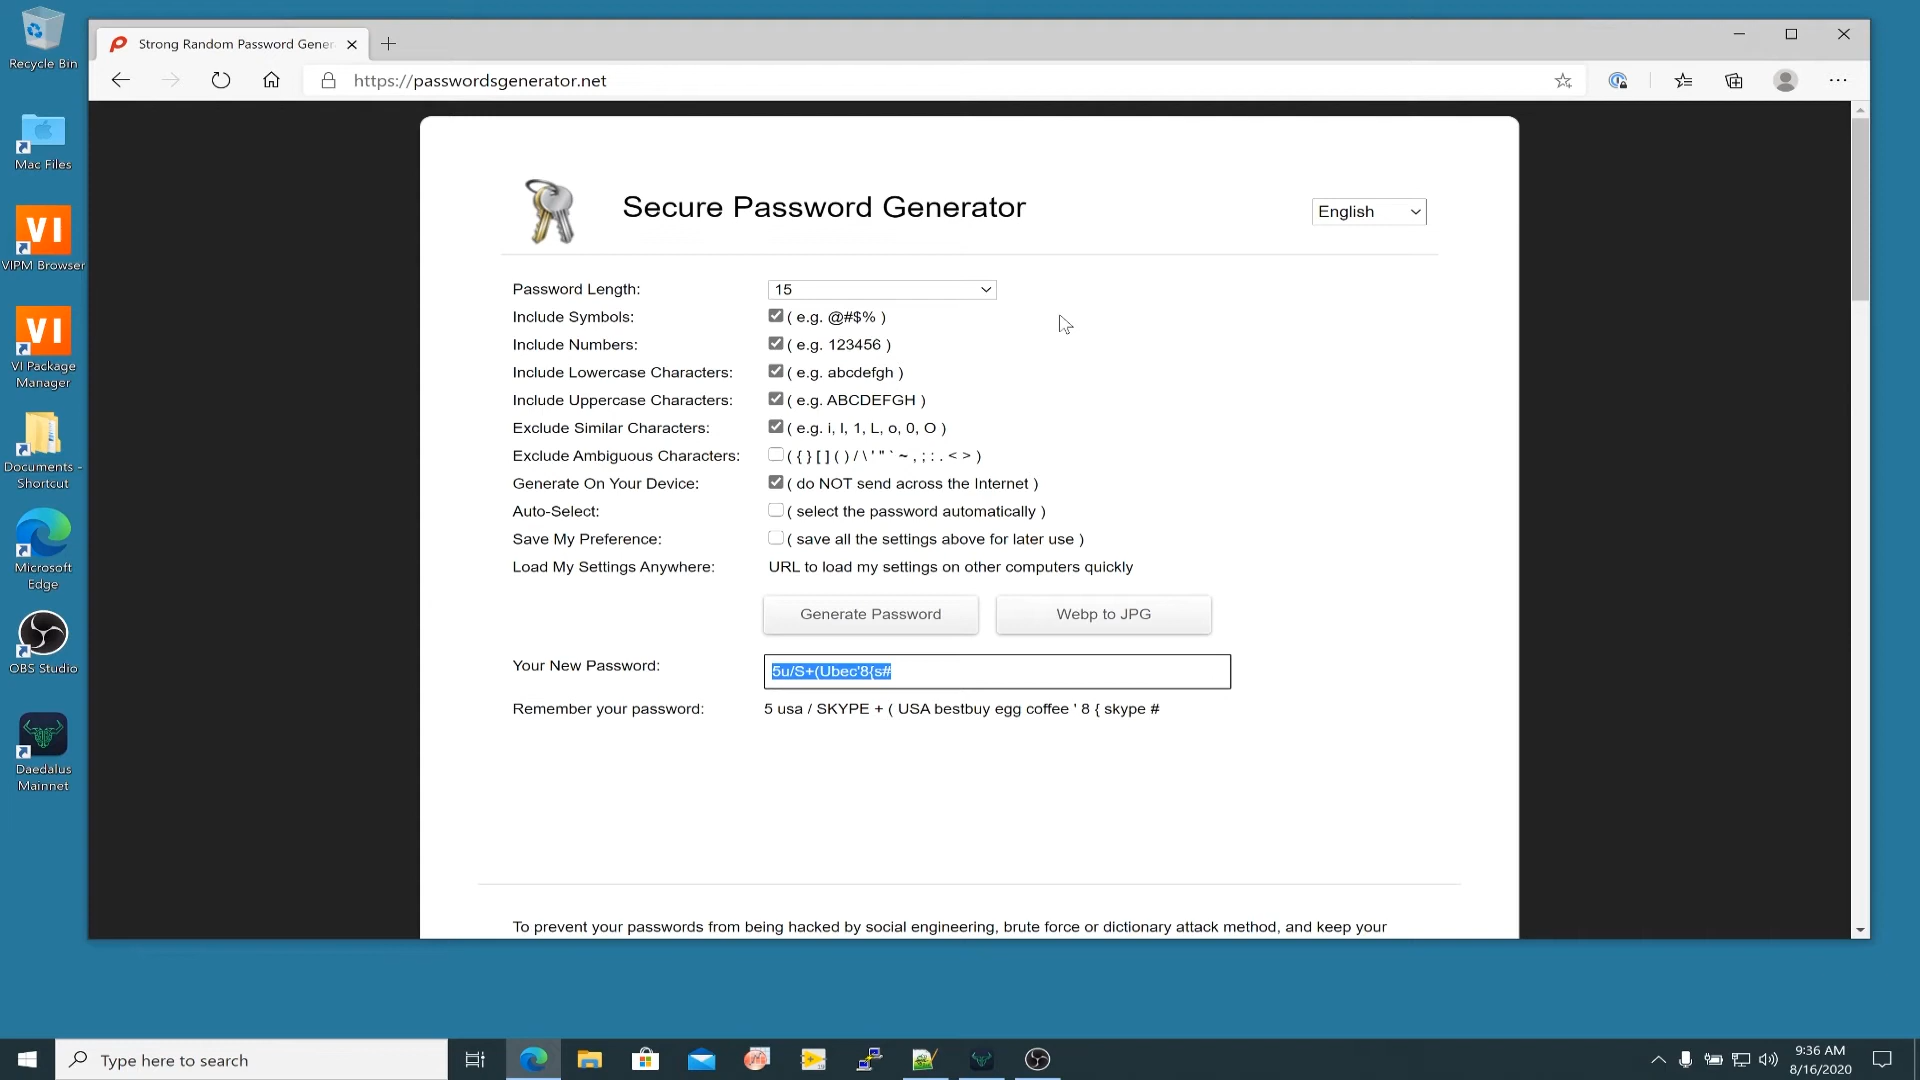 Recycle Bin
Mac Files
VI
VIPM Browser
VI
VI Package
Manager
Documents -
Shortcut
Microsoft
Edge
OBS Studio
Daedalus
Mainnet
Strong Random Password Gener
https://passwordsgenerator.net
Secure Password Generator
English
Password Length: 15
Include Symbols: ( e.g. @#$% )
Include Numbers: ( e.g. 123456 )
Include Lowercase Characters: ( e.g. abcdefgh )
Include Uppercase Characters: ( e.g. ABCDEFGH )
Exclude Similar Characters: ( e.g. i, l, 1, L, o, 0, O )
Exclude Ambiguous Characters: ( { } [ ] ( ) / \ ' " ` ~ , ; : . < > )
Generate On Your Device: ( do NOT send across the Internet )
Auto-Select: ( select the password automatically )
Save My Preference: ( save all the settings above for later use )
Load My Settings Anywhere: URL to load my settings on other computers quickly
Generate Password Webp to JPG
Your New Password: 5u/S+(Ubec'8{s#
Remember your password: 5 usa / SKYPE + ( USA bestbuy egg coffee ' 8 { skype #
To prevent your passwords from being hacked by social engineering, brute force or dictionary attack method, and keep your
Type here to search
9:36 AM
8/16/2020